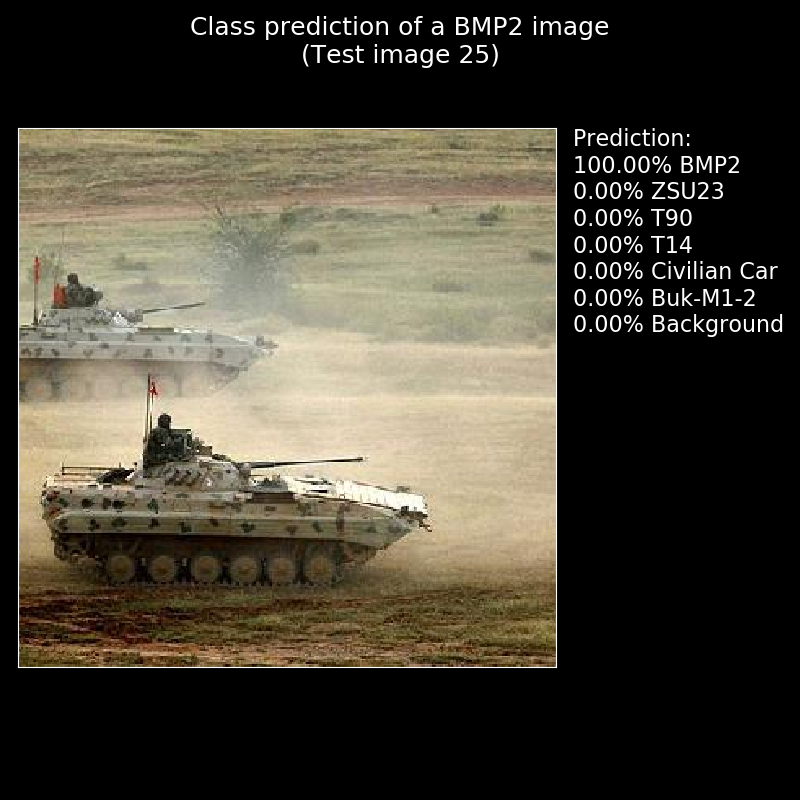 Class prediction of a BMP2 image
(Test image 25)
Prediction:
100.00% BMP2
0.00% ZSU23
0.00% T90
0.00% T14
0.00% Civilian Car
0.00% Buk-M1-2
0.00% Background